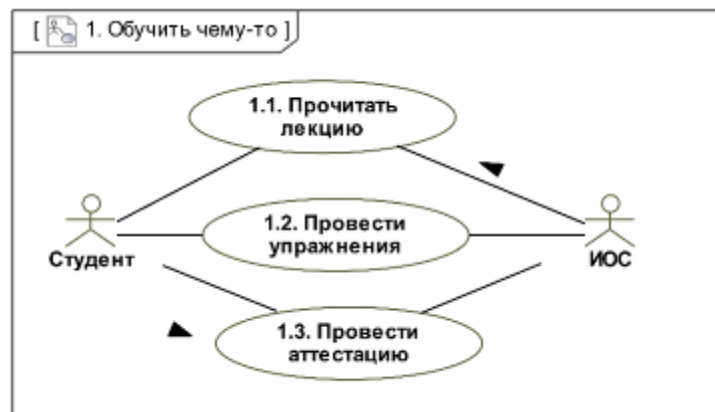 [ 1. Обучить чему-то ]
1.1. Прочитать
лекцию
1.2. Провести
упражнения
Студент
ИОС
1.3. Провести
аттестацию